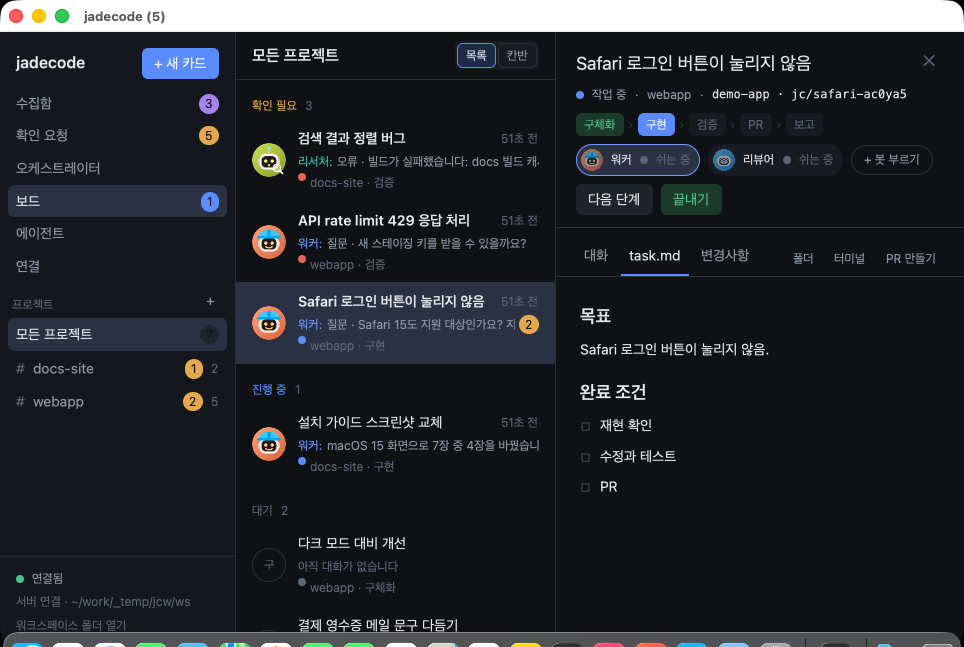 jadecode (5)
jadecode
+ 새 카드
수집함 3
확인 요청 5
오케스트레이터
보드 1
에이전트
연결
프로젝트 +
모든 프로젝트 7
# docs-site 1 2
# webapp 2 5
연결됨
서버 연결 · ~/work/_temp/jcw/ws
워크스페이스 폴더 열기
모든 프로젝트
목록 칸반
확인 필요 3
검색 결과 정렬 버그 51초 전
리서처: 오류 · 빌드가 실패했습니다: docs 빌드 캐
docs-site · 검증
API rate limit 429 응답 처리 51초 전
워커: 질문 · 새 스테이징 키를 받을 수 있을까요?
webapp · 검증
Safari 로그인 버튼이 눌리지 않음 51초 전
워커: 질문 · Safari 15도 지원 대상인가요? 2
webapp · 구현
진행 중 1
설치 가이드 스크린샷 교체 51초 전
워커: macOS 15 화면으로 7장 중 4장을 바꿨습니
docs-site · 구현
대기 2
구
다크 모드 대비 개선
아직 대화가 없습니다
webapp · 구체화
결제 영수증 메일 문구 다듬기
Safari 로그인 버튼이 눌리지 않음
작업 중 · webapp · demo-app · jc/safari-ac0ya5
구체화 › 구현 › 검증 › PR › 보고
워커 쉬는 중 리뷰어 쉬는 중 + 봇 부르기
다음 단계 끝내기
대화 task.md 변경사항 폴더 터미널 PR 만들기
목표
Safari 로그인 버튼이 눌리지 않음.
완료 조건
재현 확인
수정과 테스트
PR